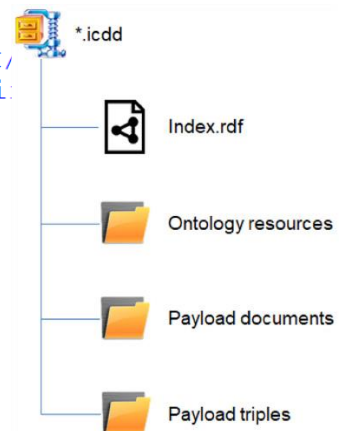 *.icdd
Index.rdf
Ontology resources
Payload documents
Payload triples